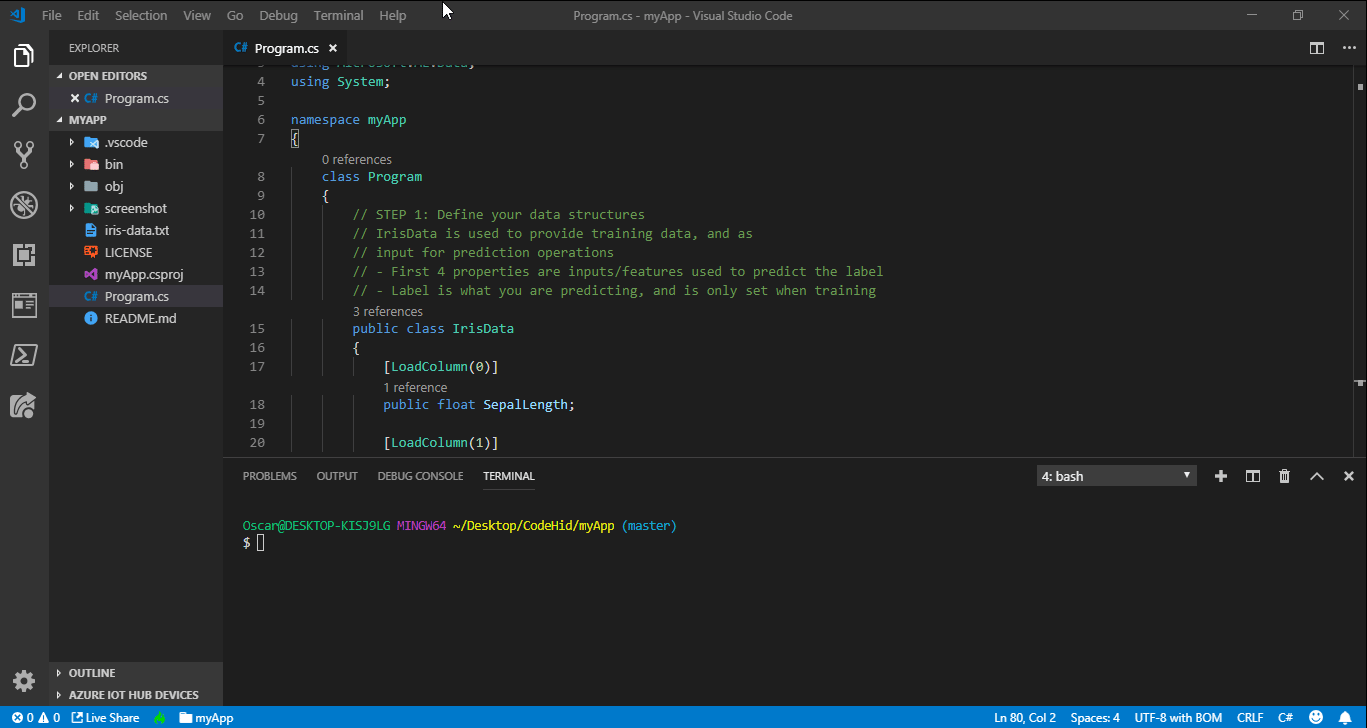 File Edit Selection View Go Debug Terminal Help
Program.cs - myApp - Visual Studio Code
EXPLORER
OPEN EDITORS
C# Program.cs
MYAPP
.vscode
bin
obj
screenshot
iris-data.txt
LICENSE
myApp.csproj
C# Program.cs
README.md
OUTLINE
AZURE IOT HUB DEVICES
C# Program.cs
4 using System;
5
6 namespace myApp
7 {
0 references
8 class Program
9 {
10 // STEP 1: Define your data structures
11 // IrisData is used to provide training data, and as
12 // input for prediction operations
13 // - First 4 properties are inputs/features used to predict the label
14 // - Label is what you are predicting, and is only set when training
3 references
15 public class IrisData
16 {
17 [LoadColumn(0)]
1 reference
18 public float SepalLength;
19
20 [LoadColumn(1)]
PROBLEMS OUTPUT DEBUG CONSOLE TERMINAL
4: bash
Oscar@DESKTOP-KISJ9LG MINGW64 ~/Desktop/CodeHid/myApp (master)
$
0 0 Live Share myApp
Ln 80, Col 2 Spaces: 4 UTF-8 with BOM CRLF C#